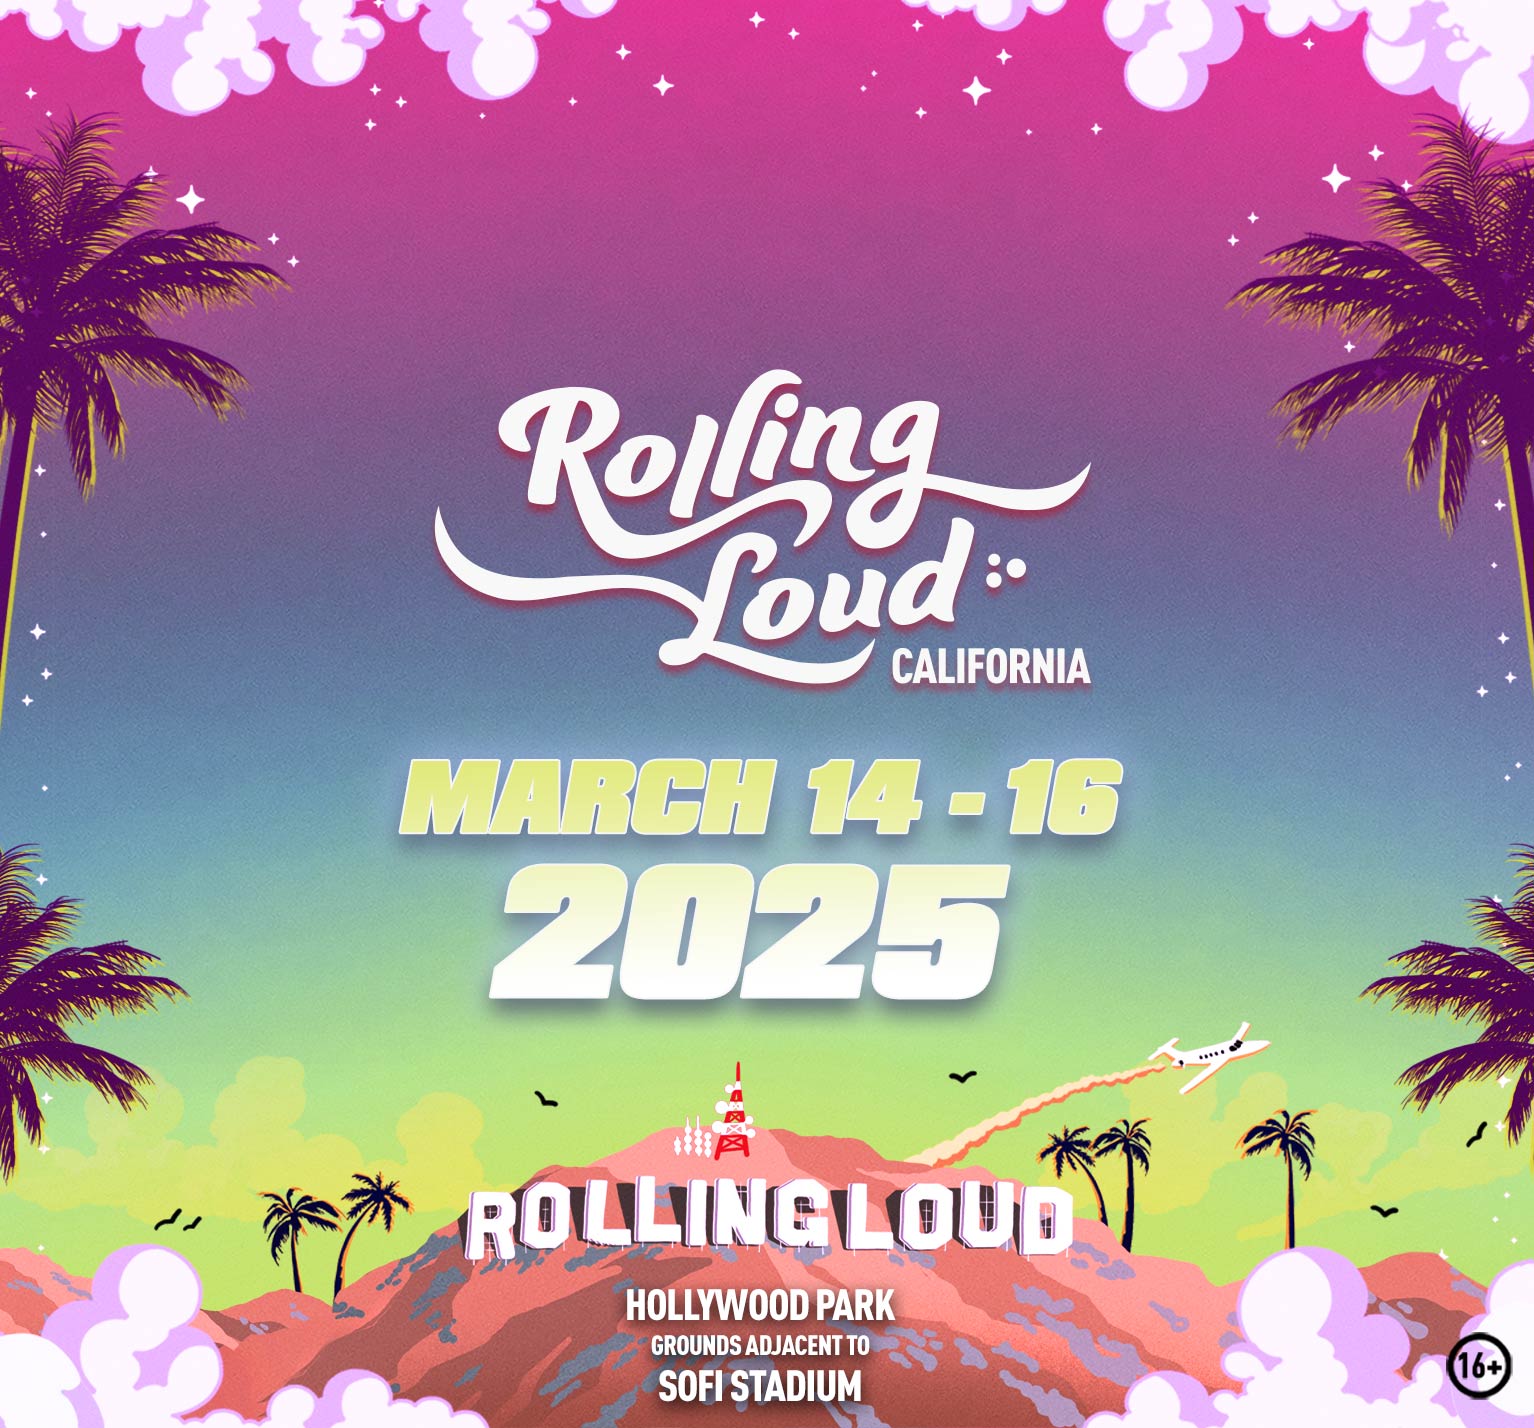 Rolling
Loud
CALIFORNIA
MARCH 14 - 16
2025
ROLLING LOUD
HOLLYWOOD PARK
GROUNDS ADJACENT TO
SOFI STADIUM
16+